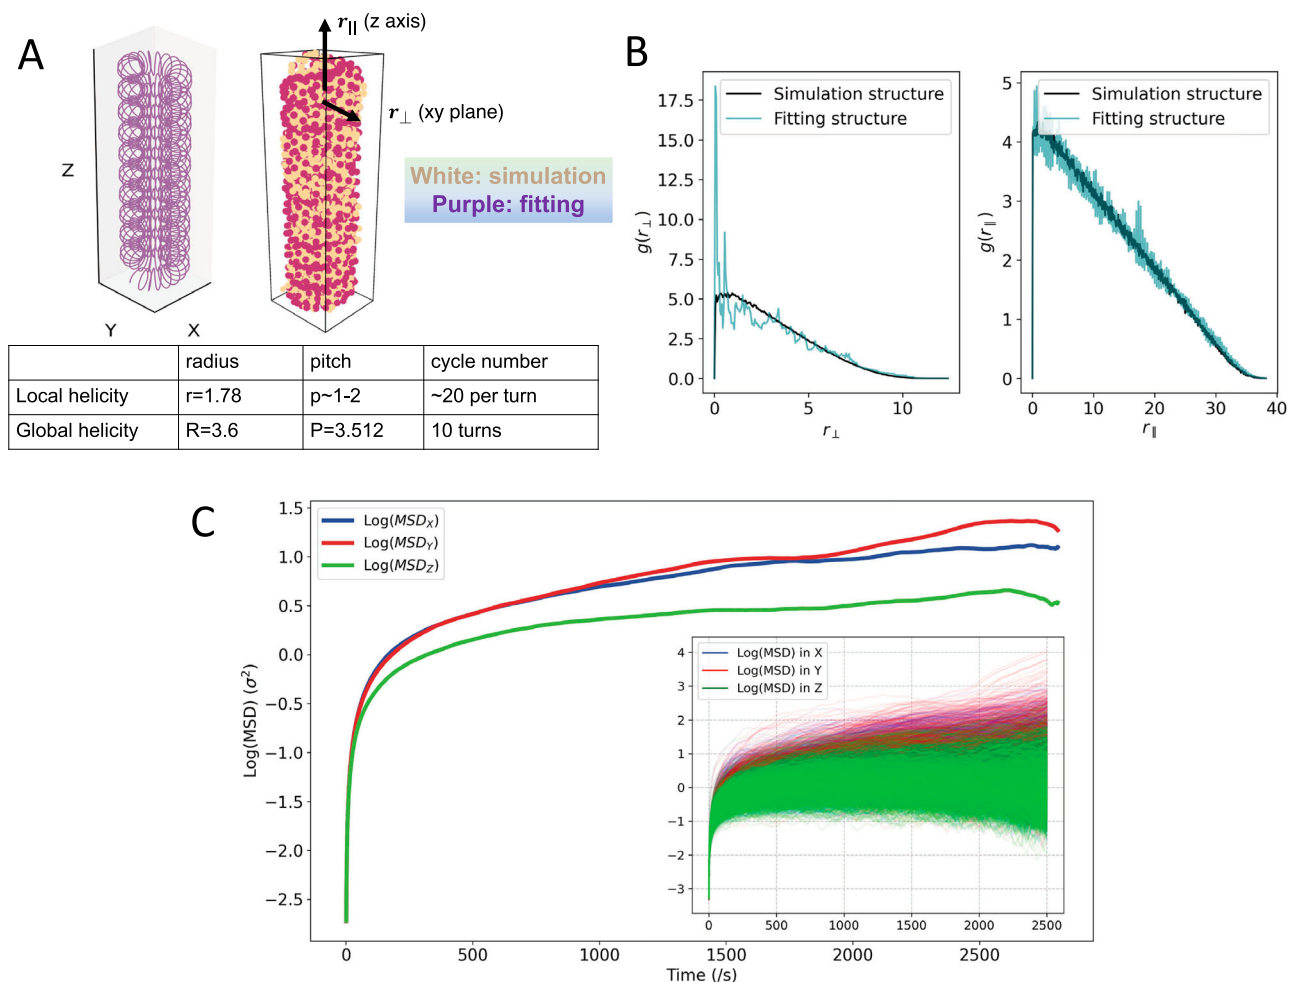 A
r∥ (z axis)
r⊥ (xy plane)
Z
Y
X
White: simulation
Purple: fitting
radius pitch cycle number
Local helicity r=1.78 p~1-2 ~20 per turn
Global helicity R=3.6 P=3.512 10 turns
B
Simulation structure
Fitting structure
17.5
15.0
12.5
10.0
7.5
5.0
2.5
0.0
g(r⊥)
0 5 10
r⊥
Simulation structure
Fitting structure
5
4
3
2
1
0
g(r∥)
0 10 20 30 40
r∥
C
Log(MSD_X)
Log(MSD_Y)
Log(MSD_Z)
1.5
1.0
0.5
0.0
−0.5
−1.0
−1.5
−2.0
−2.5
Log(MSD) (σ²)
0 500 1000 1500 2000 2500
Time (/s)
Log(MSD) in X
Log(MSD) in Y
Log(MSD) in Z
4
3
2
1
0
−1
−2
−3
0 500 1000 1500 2000 2500